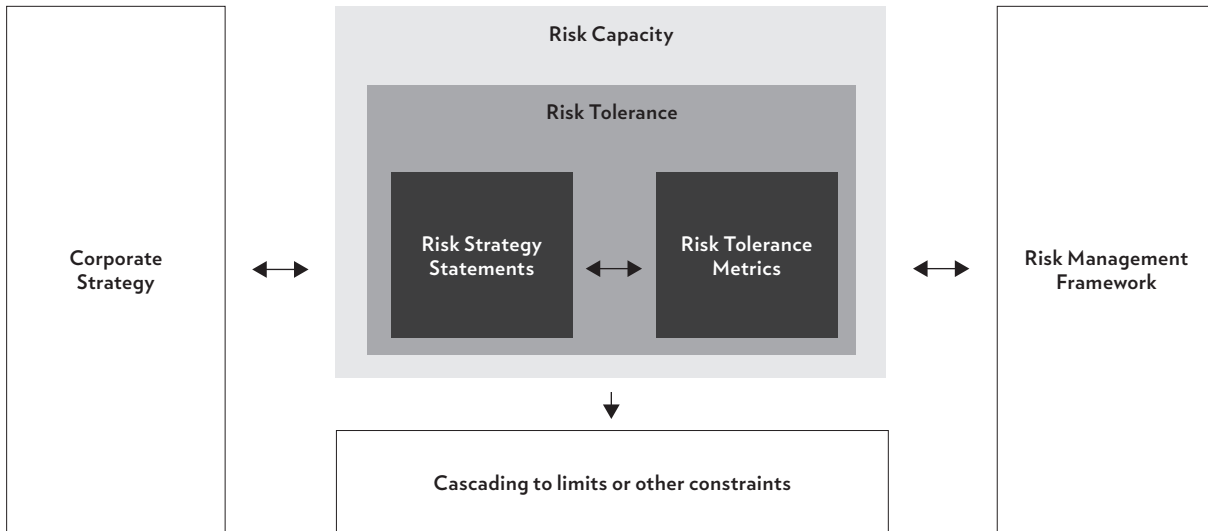 Risk Capacity
Risk Tolerance
Corporate
Strategy
Risk Strategy
Statements
Risk Tolerance
Metrics
Risk Management
Framework
Cascading to limits or other constraints